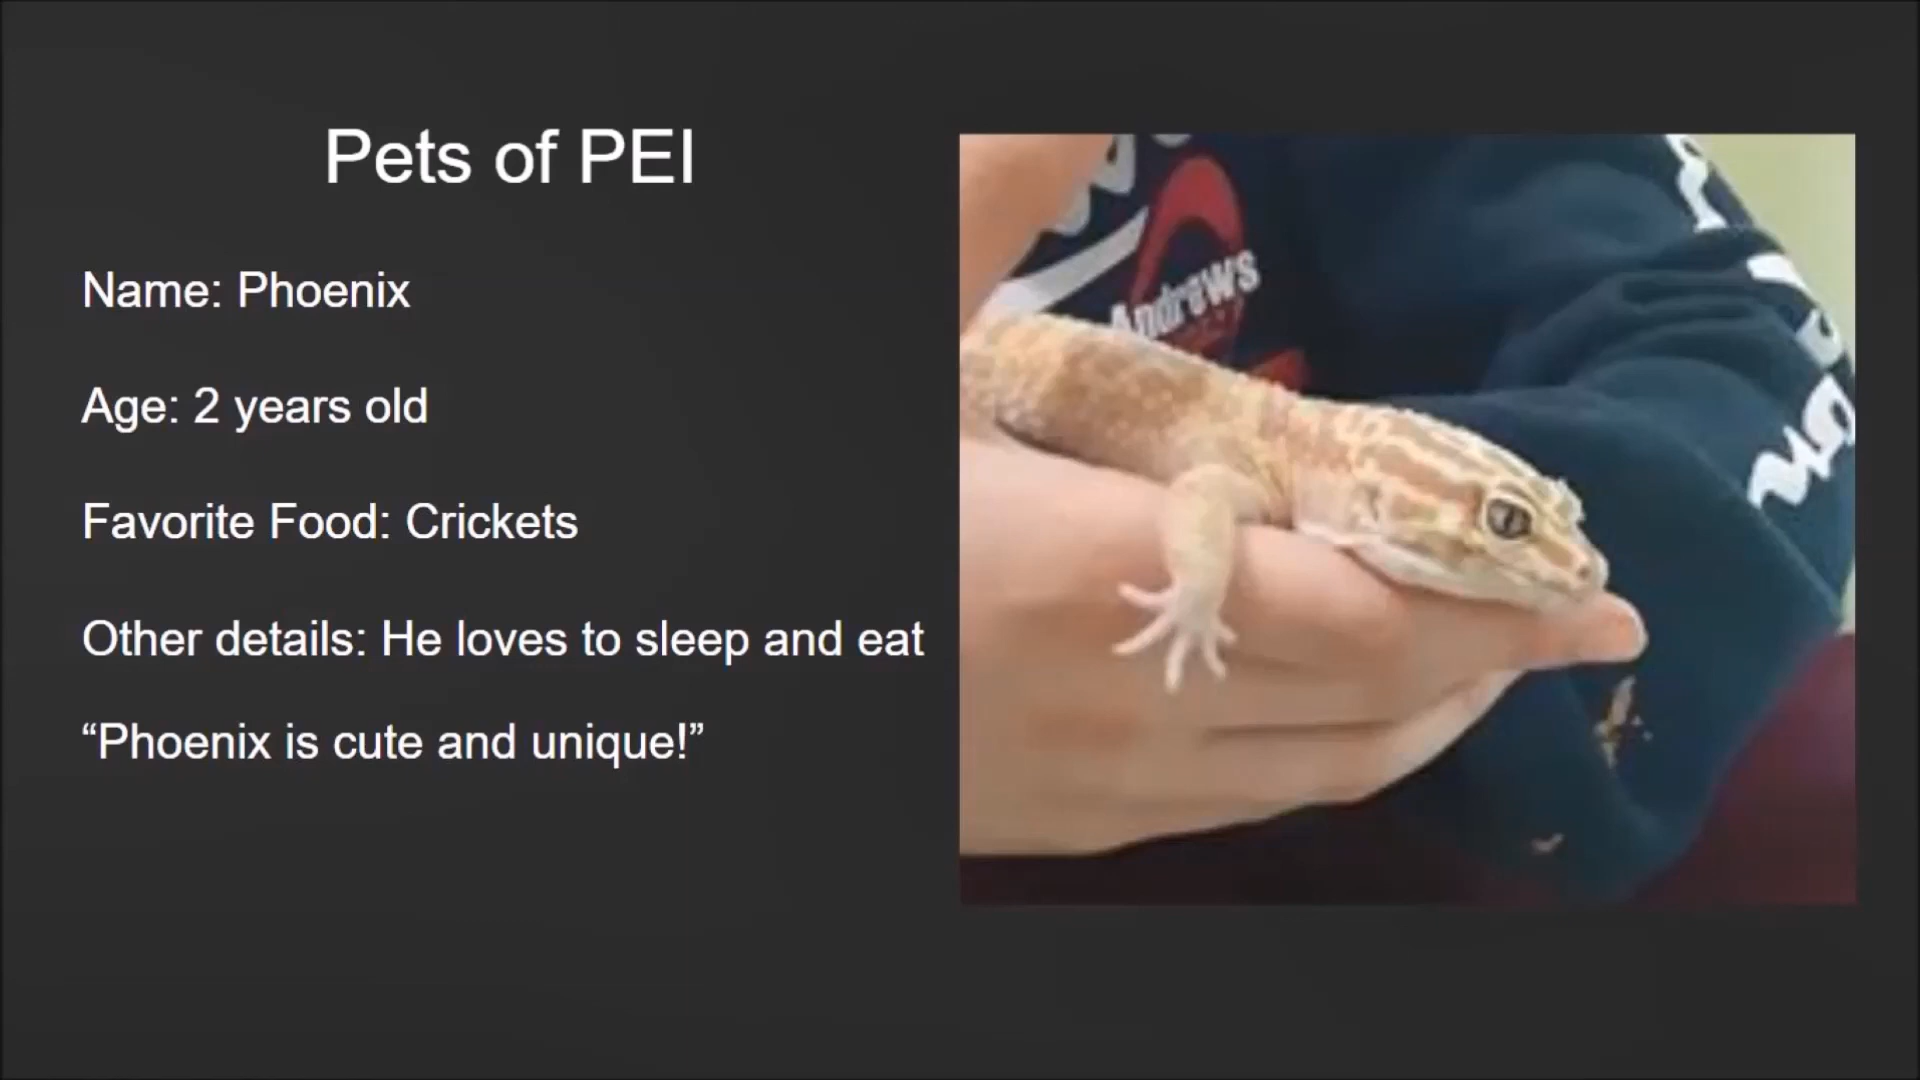 Pets of PEI
Name: Phoenix
Age: 2 years old
Favorite Food: Crickets
Other details: He loves to sleep and eat
“Phoenix is cute and unique!”
Andrews